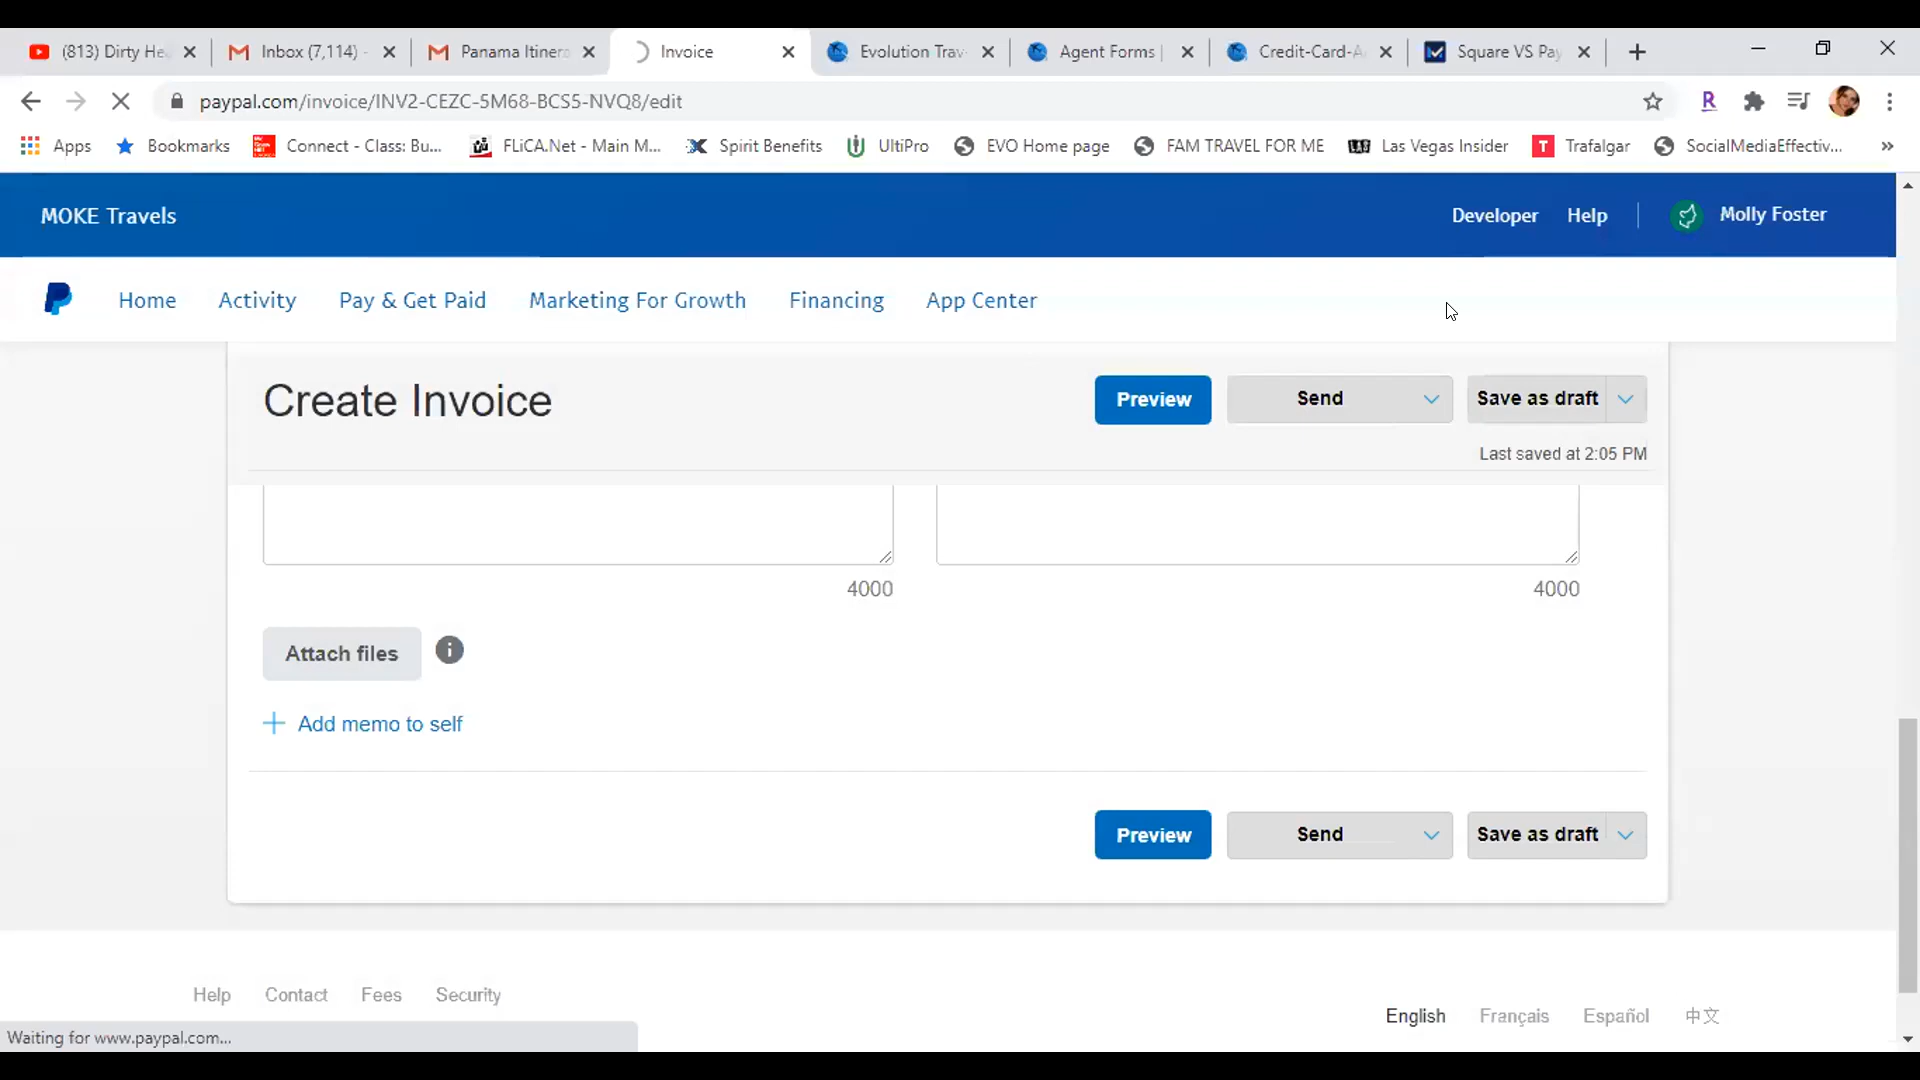 (813) Dirty He
Inbox (7,114) -
Panama Itiner
Invoice
Evolution Trav
Agent Forms |
Credit-Card-A
Square VS Pay
paypal.com/invoice/INV2-CEZC-5M68-BCS5-NVQ8/edit
R
Apps
Bookmarks
Connect - Class: Bu...
FLiCA.Net - Main M...
Spirit Benefits
UltiPro
EVO Home page
FAM TRAVEL FOR ME
Las Vegas Insider
T
Trafalgar
SocialMediaEffectiv...
»
MOKE Travels
Developer
Help
Molly Foster
Home
Activity
Pay & Get Paid
Marketing For Growth
Financing
App Center
Create Invoice
Preview
Send
Save as draft
Last saved at 2:05 PM
4000
4000
Attach files
i
+ Add memo to self
Preview
Send
Save as draft
Help
Contact
Fees
Security
English
Français
Español
中文
Waiting for www.paypal.com...